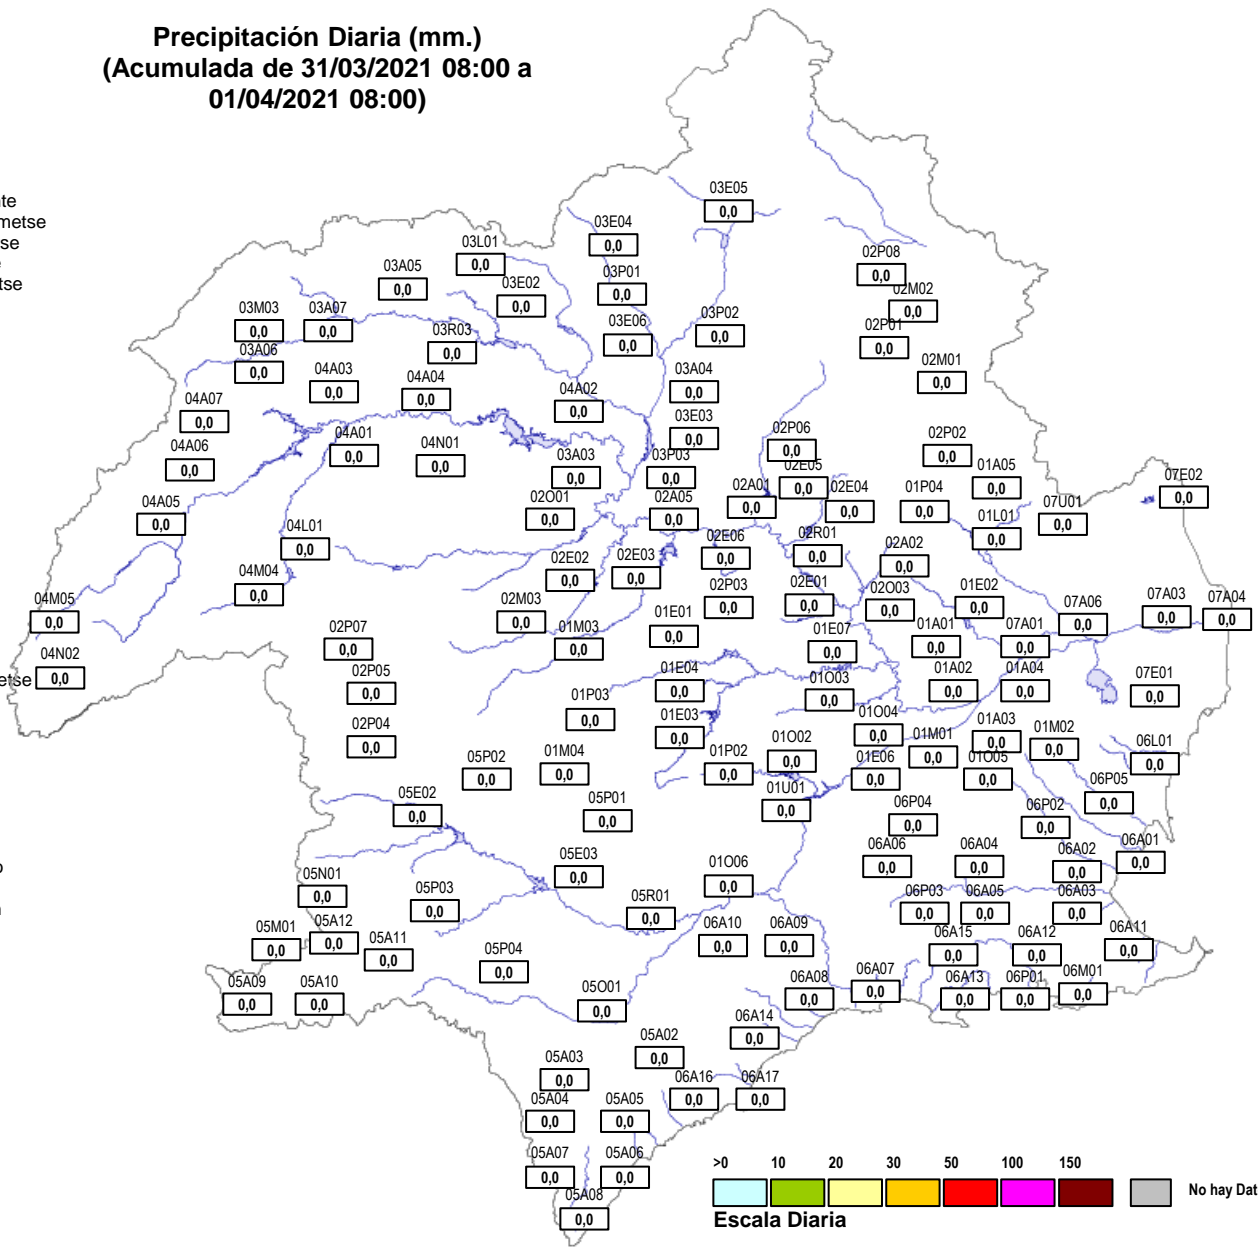 Precipitación Diaria (mm.)
(Acumulada de 31/03/2021 08:00 a
01/04/2021 08:00)
03E05
0,0
03E04
0,0
03L01
0,0
02P08
0,0
03A05
0,0
03P01
0,0
03E02
0,0
02M02
0,0
03M03
0,0
03A07
0,0
03P02
0,0
03E06
0,0
03R03
0,0
02P01
0,0
03A06
0,0
02M01
0,0
04A03
0,0
04A04
0,0
03A04
0,0
04A02
0,0
04A07
0,0
03E03
0,0
02P06
0,0
04A01
0,0
04N01
0,0
02P02
0,0
04A06
0,0
03A03
0,0
03P03
0,0
02E05
0,0
01A05
0,0
07E02
0,0
02A01
0,0
02E04
0,0
01P04
0,0
04A05
0,0
02O01
0,0
02A05
0,0
07U01
0,0
01L01
0,0
04L01
0,0
02R01
0,0
02E06
0,0
02A02
0,0
02E02
0,0
02E03
0,0
04M04
0,0
02P03
0,0
02E01
0,0
02O03
0,0
01E02
0,0
04M05
0,0
02M03
0,0
07A06
0,0
07A03
0,0
07A04
0,0
01E01
0,0
02P07
0,0
01M03
0,0
01E07
0,0
01A01
0,0
07A01
0,0
04N02
0,0
02P05
0,0
01E04
0,0
01O03
0,0
01A02
0,0
01A04
0,0
07E01
0,0
01P03
0,0
01E03
0,0
01O04
0,0
01A03
0,0
01M02
0,0
02P04
0,0
05P02
0,0
01M04
0,0
01P02
0,0
01O02
0,0
01M01
0,0
01E06
0,0
01O05
0,0
06L01
0,0
05E02
0,0
05P01
0,0
01U01
0,0
06P04
0,0
06P02
0,0
06P05
0,0
05E03
0,0
01O06
0,0
06A06
0,0
06A04
0,0
06A02
0,0
06A01
0,0
05N01
0,0
05P03
0,0
05R01
0,0
06P03
0,0
06A05
0,0
06A03
0,0
05M01
0,0
05A12
0,0
05A11
0,0
05P04
0,0
06A10
0,0
06A09
0,0
06A15
0,0
06A12
0,0
06A11
0,0
05A09
0,0
05A10
0,0
05O01
0,0
06A08
0,0
06A07
0,0
06A13
0,0
06P01
0,0
06M01
0,0
05A02
0,0
06A14
0,0
05A03
0,0
06A16
0,0
06A17
0,0
05A04
0,0
05A05
0,0
05A07
0,0
05A06
0,0
05A08
0,0
>0 10 20 30 50 100 150
No hay Dat
Escala Diaria